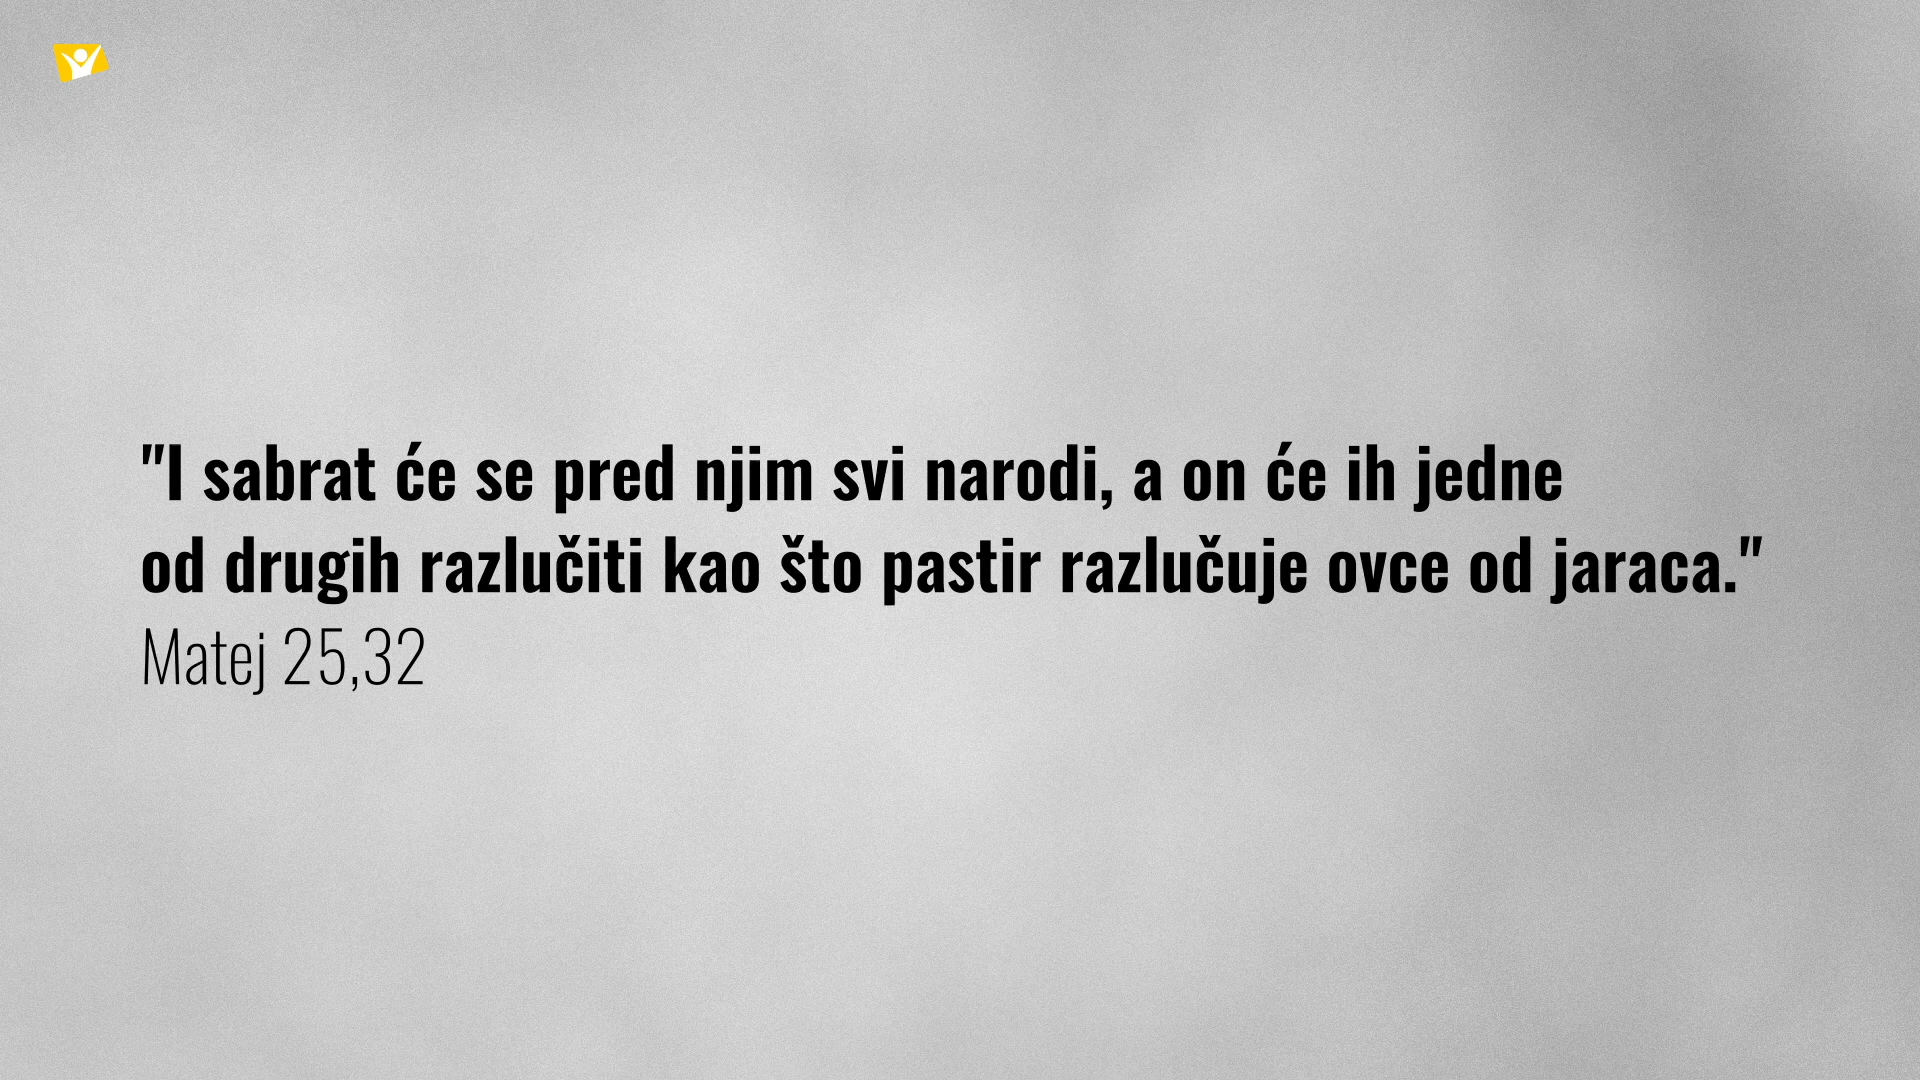 "I sabrat će se pred njim svi narodi, a on će ih jedne
od drugih razlučiti kao što pastir razlučuje ovce od jaraca."
Matej 25,32